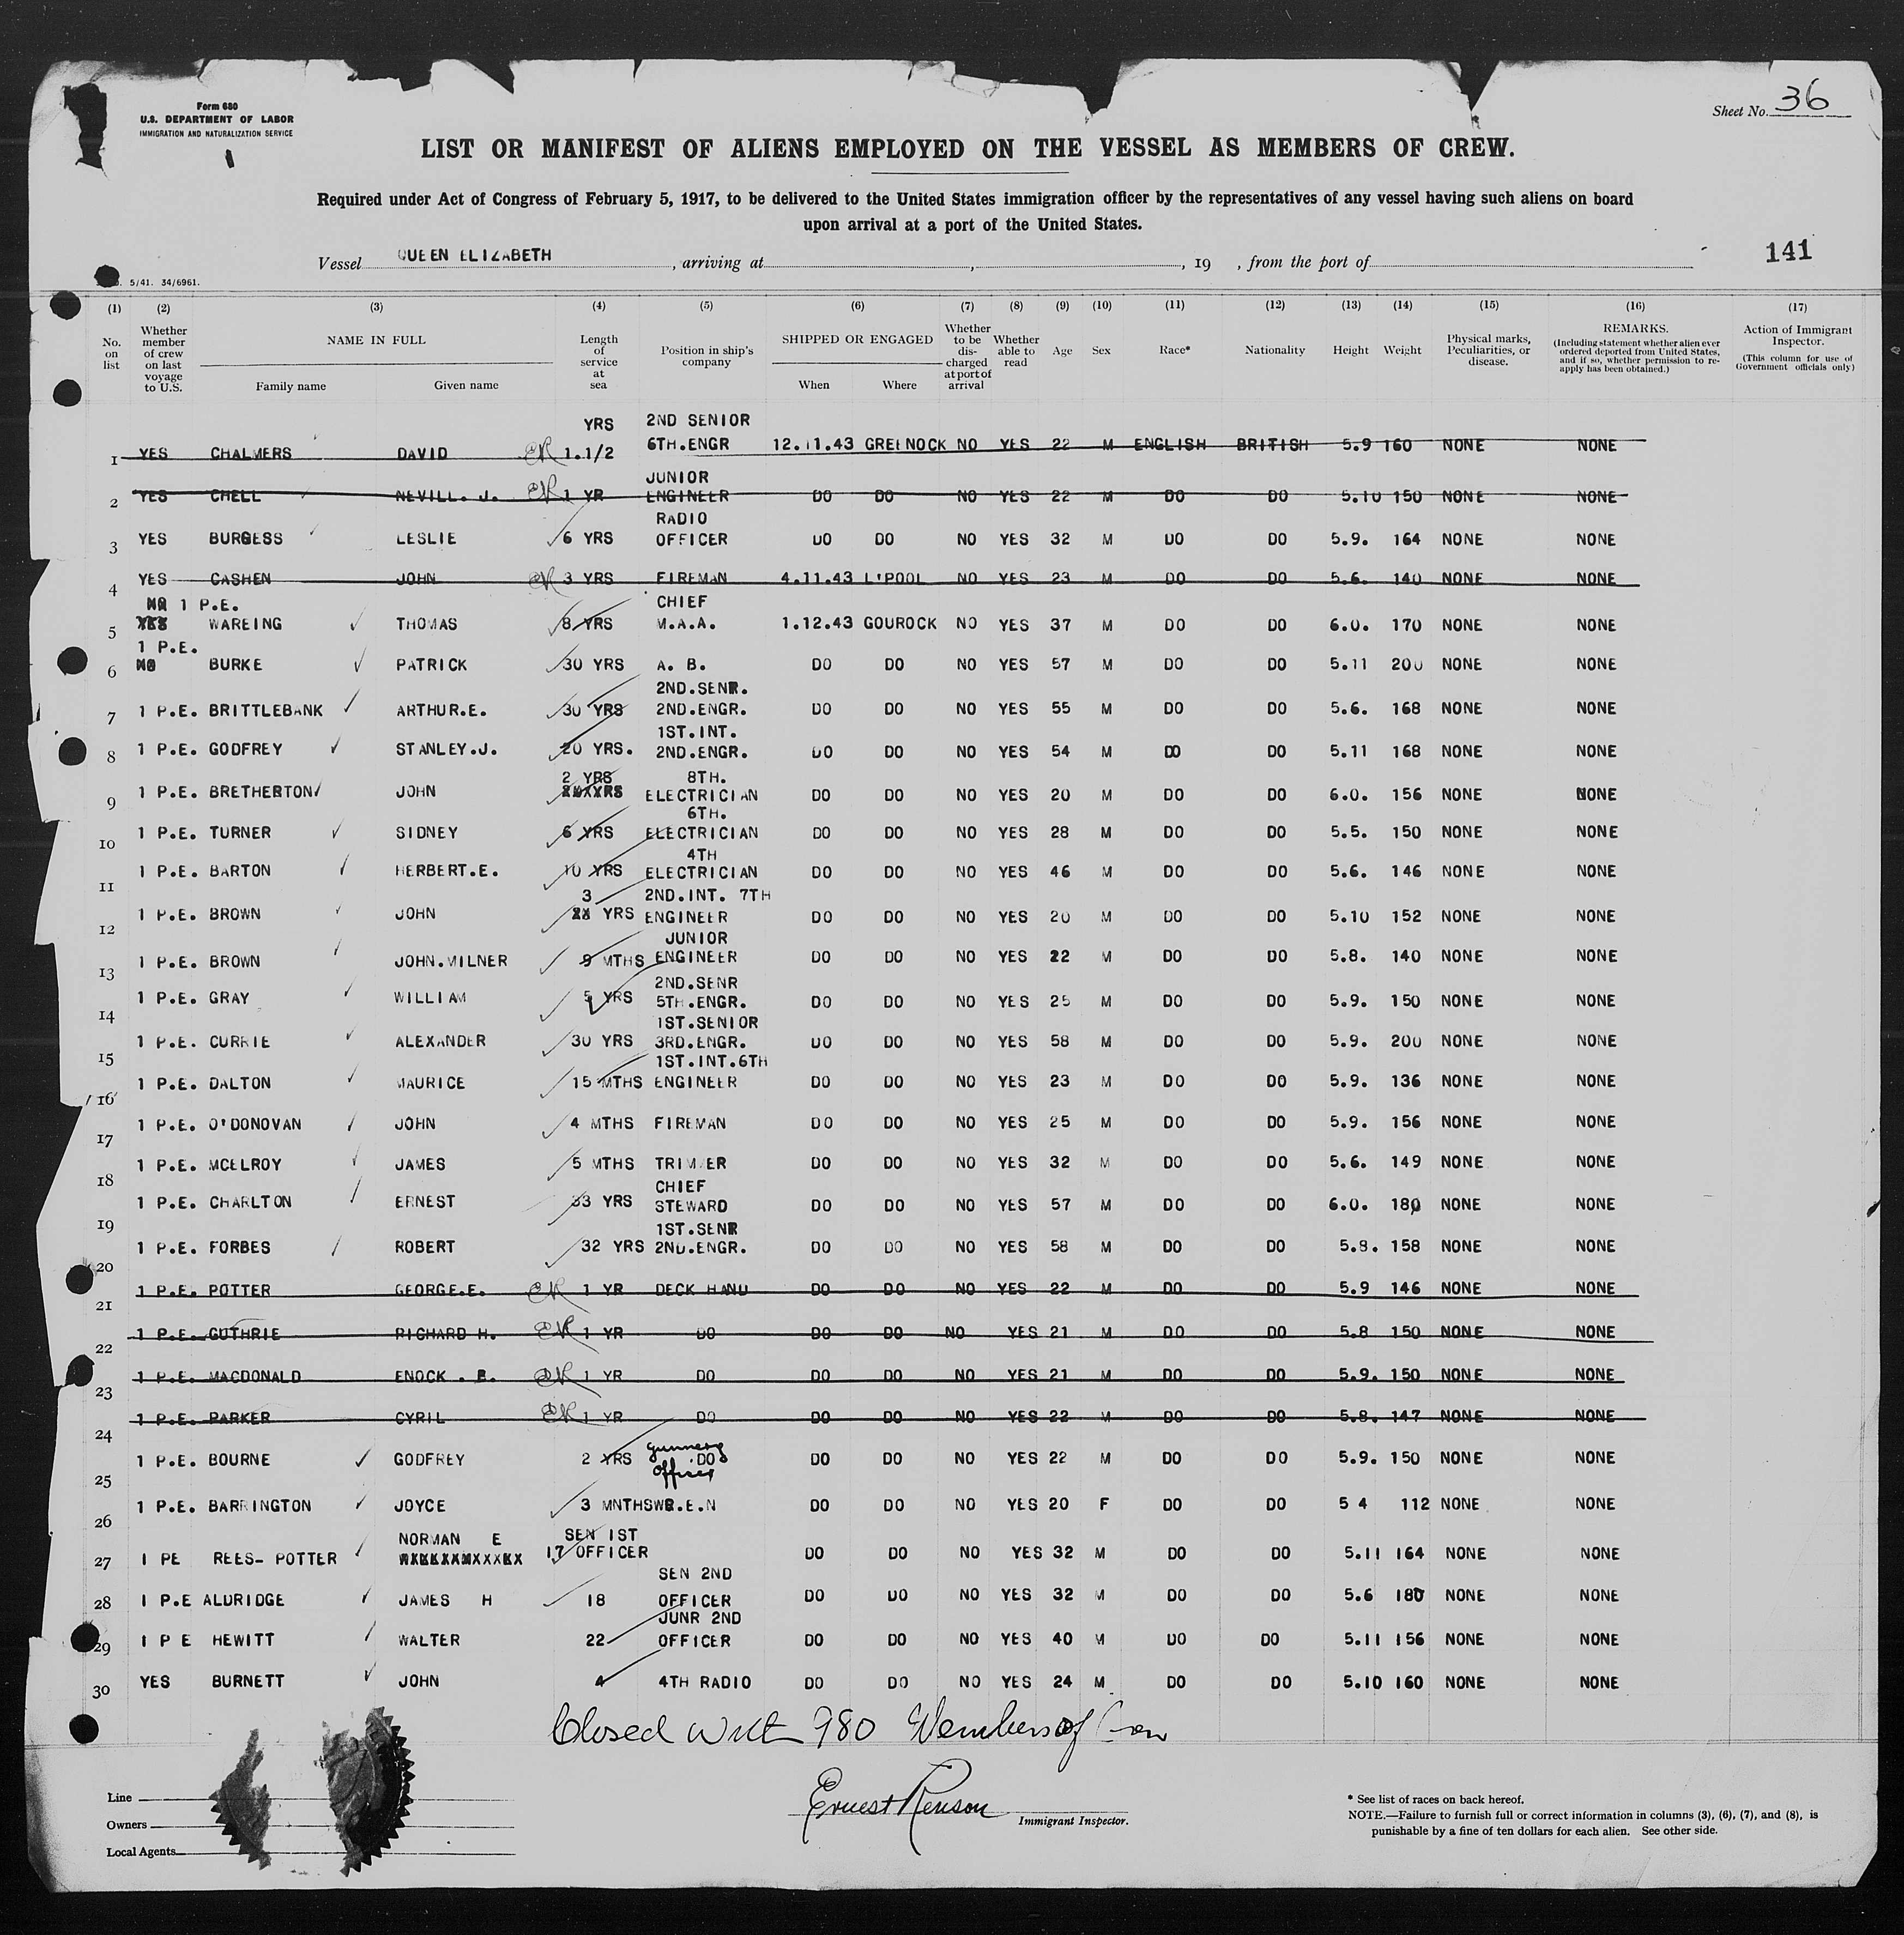 Form 680
U.S. DEPARTMENT OF LABOR
IMMIGRATION AND NATURALIZATION SERVICE
Sheet No. 36
LIST OR MANIFEST OF ALIENS EMPLOYED ON THE VESSEL AS MEMBERS OF CREW.
Required under Act of Congress of February 5, 1917, to be delivered to the United States immigration officer by the representatives of any vessel having such aliens on board
upon arrival at a port of the United States.
Vessel QUEEN ELIZABETH , arriving at , , 19 , from the port of
141
5/41. 34/6961.
(1) (2) (3) (4) (5) (6) (7) (8) (9) (10) (11) (12) (13) (14) (15) (16) (17)
No. on list Whether member of crew on last voyage to U.S. NAME IN FULL Family name Given name Length of service at sea Position in ship's company SHIPPED OR ENGAGED When Where Whether to be discharged at port of arrival Whether able to read Age Sex Race* Nationality Height Weight Physical marks, Peculiarities, or disease. REMARKS. (Including statement whether alien ever ordered deported from United States, and if so, whether permission to re-apply has been obtained.) Action of Immigrant Inspector. (This column for use of Government officials only)
YRS 2ND SENIOR
1 YES CHALMERS DAVID 1.1/2 6TH.ENGR 12.11.43 GREENOCK NO YES 22 M ENGLISH BRITISH 5.9 160 NONE NONE
JUNIOR
2 YES CHELL NEVILL. J. 1 YR ENGINEER DO DO NO YES 22 M DO DO 5.10 150 NONE NONE
RADIO
3 YES BURGESS LESLIE 6 YRS OFFICER DO DO NO YES 32 M DO DO 5.9. 164 NONE NONE
4 YES CASHEN JOHN 3 YRS FIREMAN 4.11.43 L'POOL NO YES 23 M DO DO 5.6. 140 NONE NONE
NO 1 P.E. CHIEF
5 YES WAREING THOMAS 8 YRS M.A.A. 1.12.43 GOUROCK NO YES 37 M DO DO 6.0. 170 NONE NONE
1 P.E.
6 NO BURKE PATRICK 30 YRS A. B. DO DO NO YES 57 M DO DO 5.11 200 NONE NONE
2ND.SENR.
7 1 P.E. BRITTLEBANK ARTHUR.E. 30 YRS 2ND.ENGR. DO DO NO YES 55 M DO DO 5.6. 168 NONE NONE
1ST.INT.
8 1 P.E. GODFREY STANLEY.J. 20 YRS. 2ND.ENGR. DO DO NO YES 54 M DO DO 5.11 168 NONE NONE
2 YRS 8TH.
9 1 P.E. BRETHERTON JOHN ELECTRICIAN DO DO NO YES 20 M DO DO 6.0. 156 NONE NONE
6TH.
10 1 P.E. TURNER SIDNEY 6 YRS ELECTRICIAN DO DO NO YES 28 M DO DO 5.5. 150 NONE NONE
4TH
11 1 P.E. BARTON HERBERT.E. 10 YRS ELECTRICIAN DO DO NO YES 46 M DO DO 5.6. 146 NONE NONE
3 2ND.INT. 7TH
12 1 P.E. BROWN JOHN YRS ENGINEER DO DO NO YES 20 M DO DO 5.10 152 NONE NONE
JUNIOR
13 1 P.E. BROWN JOHN.MILNER 9 MTHS ENGINEER DO DO NO YES 22 M DO DO 5.8. 140 NONE NONE
2ND.SENR
14 1 P.E. GRAY WILLIAM 5 YRS 5TH.ENGR. DO DO NO YES 25 M DO DO 5.9. 150 NONE NONE
1ST.SENIOR
15 1 P.E. CURRIE ALEXANDER 30 YRS 3RD.ENGR. DO DO NO YES 58 M DO DO 5.9. 200 NONE NONE
1ST.INT.6TH
16 1 P.E. DALTON MAURICE 15 MTHS ENGINEER DO DO NO YES 23 M DO DO 5.9. 136 NONE NONE
17 1 P.E. O'DONOVAN JOHN 4 MTHS FIREMAN DO DO NO YES 25 M DO DO 5.9. 156 NONE NONE
18 1 P.E. MCELROY JAMES 5 MTHS TRIMMER DO DO NO YES 32 M DO DO 5.6. 149 NONE NONE
CHIEF
19 1 P.E. CHARLTON ERNEST 33 YRS STEWARD DO DO NO YES 57 M DO DO 6.0. 180 NONE NONE
1ST.SENR
20 1 P.E. FORBES ROBERT 32 YRS 2ND.ENGR. DO DO NO YES 58 M DO DO 5.8. 158 NONE NONE
21 1 P.E. POTTER GEORGE.E. 1 YR DECK HAND DO DO NO YES 22 M DO DO 5.9 146 NONE NONE
22 1 P.E. GUTHRIE RICHARD H. 1 YR DO DO DO NO YES 21 M DO DO 5.8 150 NONE NONE
23 1 P.E. MACDONALD ENOCK . B. 1 YR DO DO DO NO YES 21 M DO DO 5.9. 150 NONE NONE
24 1 P.E. PARKER CYRIL 1 YR DO DO DO NO YES 22 M DO DO 5.8. 147 NONE NONE
gunnery
25 1 P.E. BOURNE GODFREY 2 YRS DO DO DO NO YES 22 M DO DO 5.9. 150 NONE NONE
officer
26 1 P.E. BARRINGTON JOYCE 3 MNTHS W.R.E.N DO DO NO YES 20 F DO DO 5 4 112 NONE NONE
NORMAN E SEN 1ST
27 1 PE REES- POTTER 17 OFFICER DO DO NO YES 32 M DO DO 5.11 164 NONE NONE
SEN 2ND
28 1 P.E ALDRIDGE JAMES H 18 OFFICER DO DO NO YES 32 M DO DO 5.6 180 NONE NONE
JUNR 2ND
29 1 P E HEWITT WALTER 22 OFFICER DO DO NO YES 40 M DO DO 5.11 156 NONE NONE
30 YES BURNETT JOHN 4 4TH RADIO DO DO NO YES 24 M DO DO 5.10 160 NONE NONE
Closed with 980 Members of Crew
Ernest Renson
Immigrant Inspector.
Line
Owners
Local Agents
* See list of races on back hereof.
NOTE.—Failure to furnish full or correct information in columns (3), (6), (7), and (8), is
punishable by a fine of ten dollars for each alien. See other side.